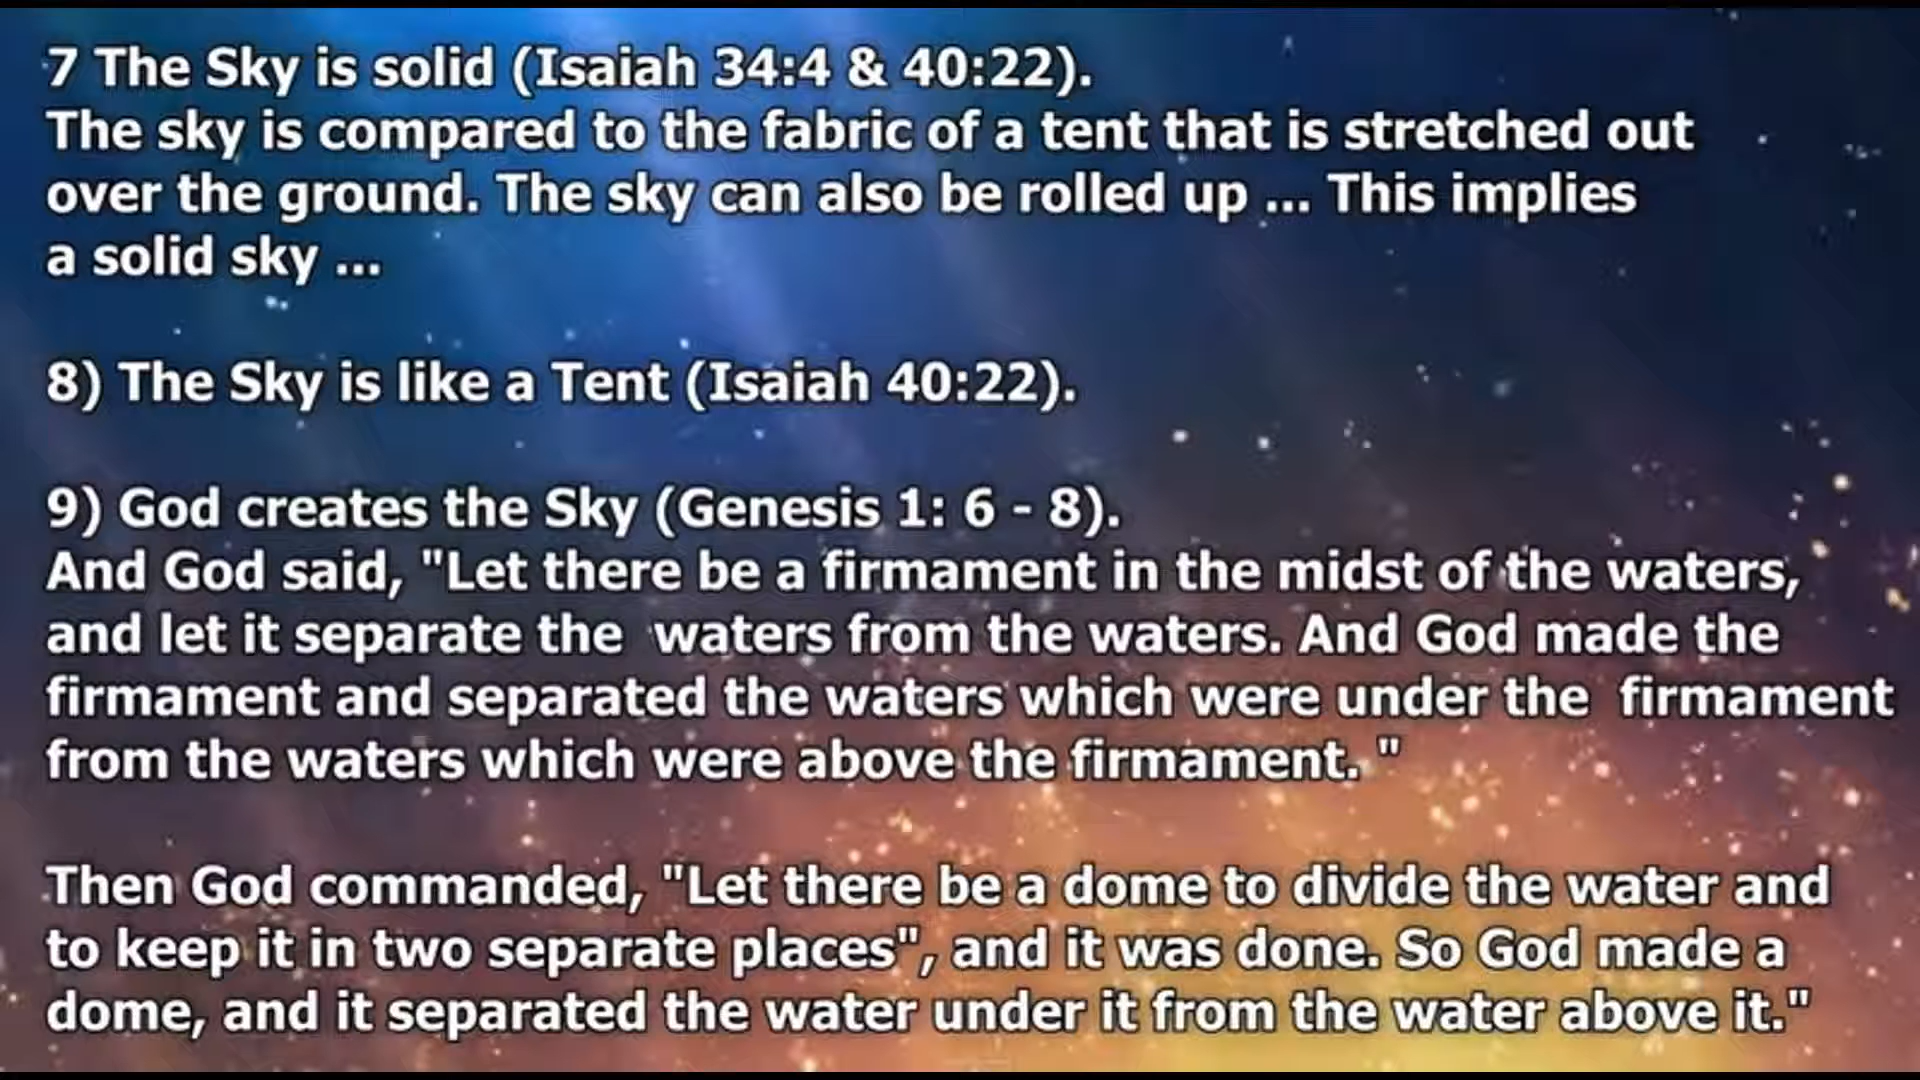 7 The Sky is solid (Isaiah 34:4 & 40:22).
The sky is compared to the fabric of a tent that is stretched out
over the ground. The sky can also be rolled up ... This implies
a solid sky ...
8) The Sky is like a Tent (Isaiah 40:22).
9) God creates the Sky (Genesis 1: 6 - 8).
And God said, "Let there be a firmament in the midst of the waters,
and let it separate the  waters from the waters. And God made the
firmament and separated the waters which were under the  firmament
from the waters which were above the firmament. "
Then God commanded, "Let there be a dome to divide the water and
to keep it in two separate places", and it was done. So God made a
dome, and it separated the water under it from the water above it."